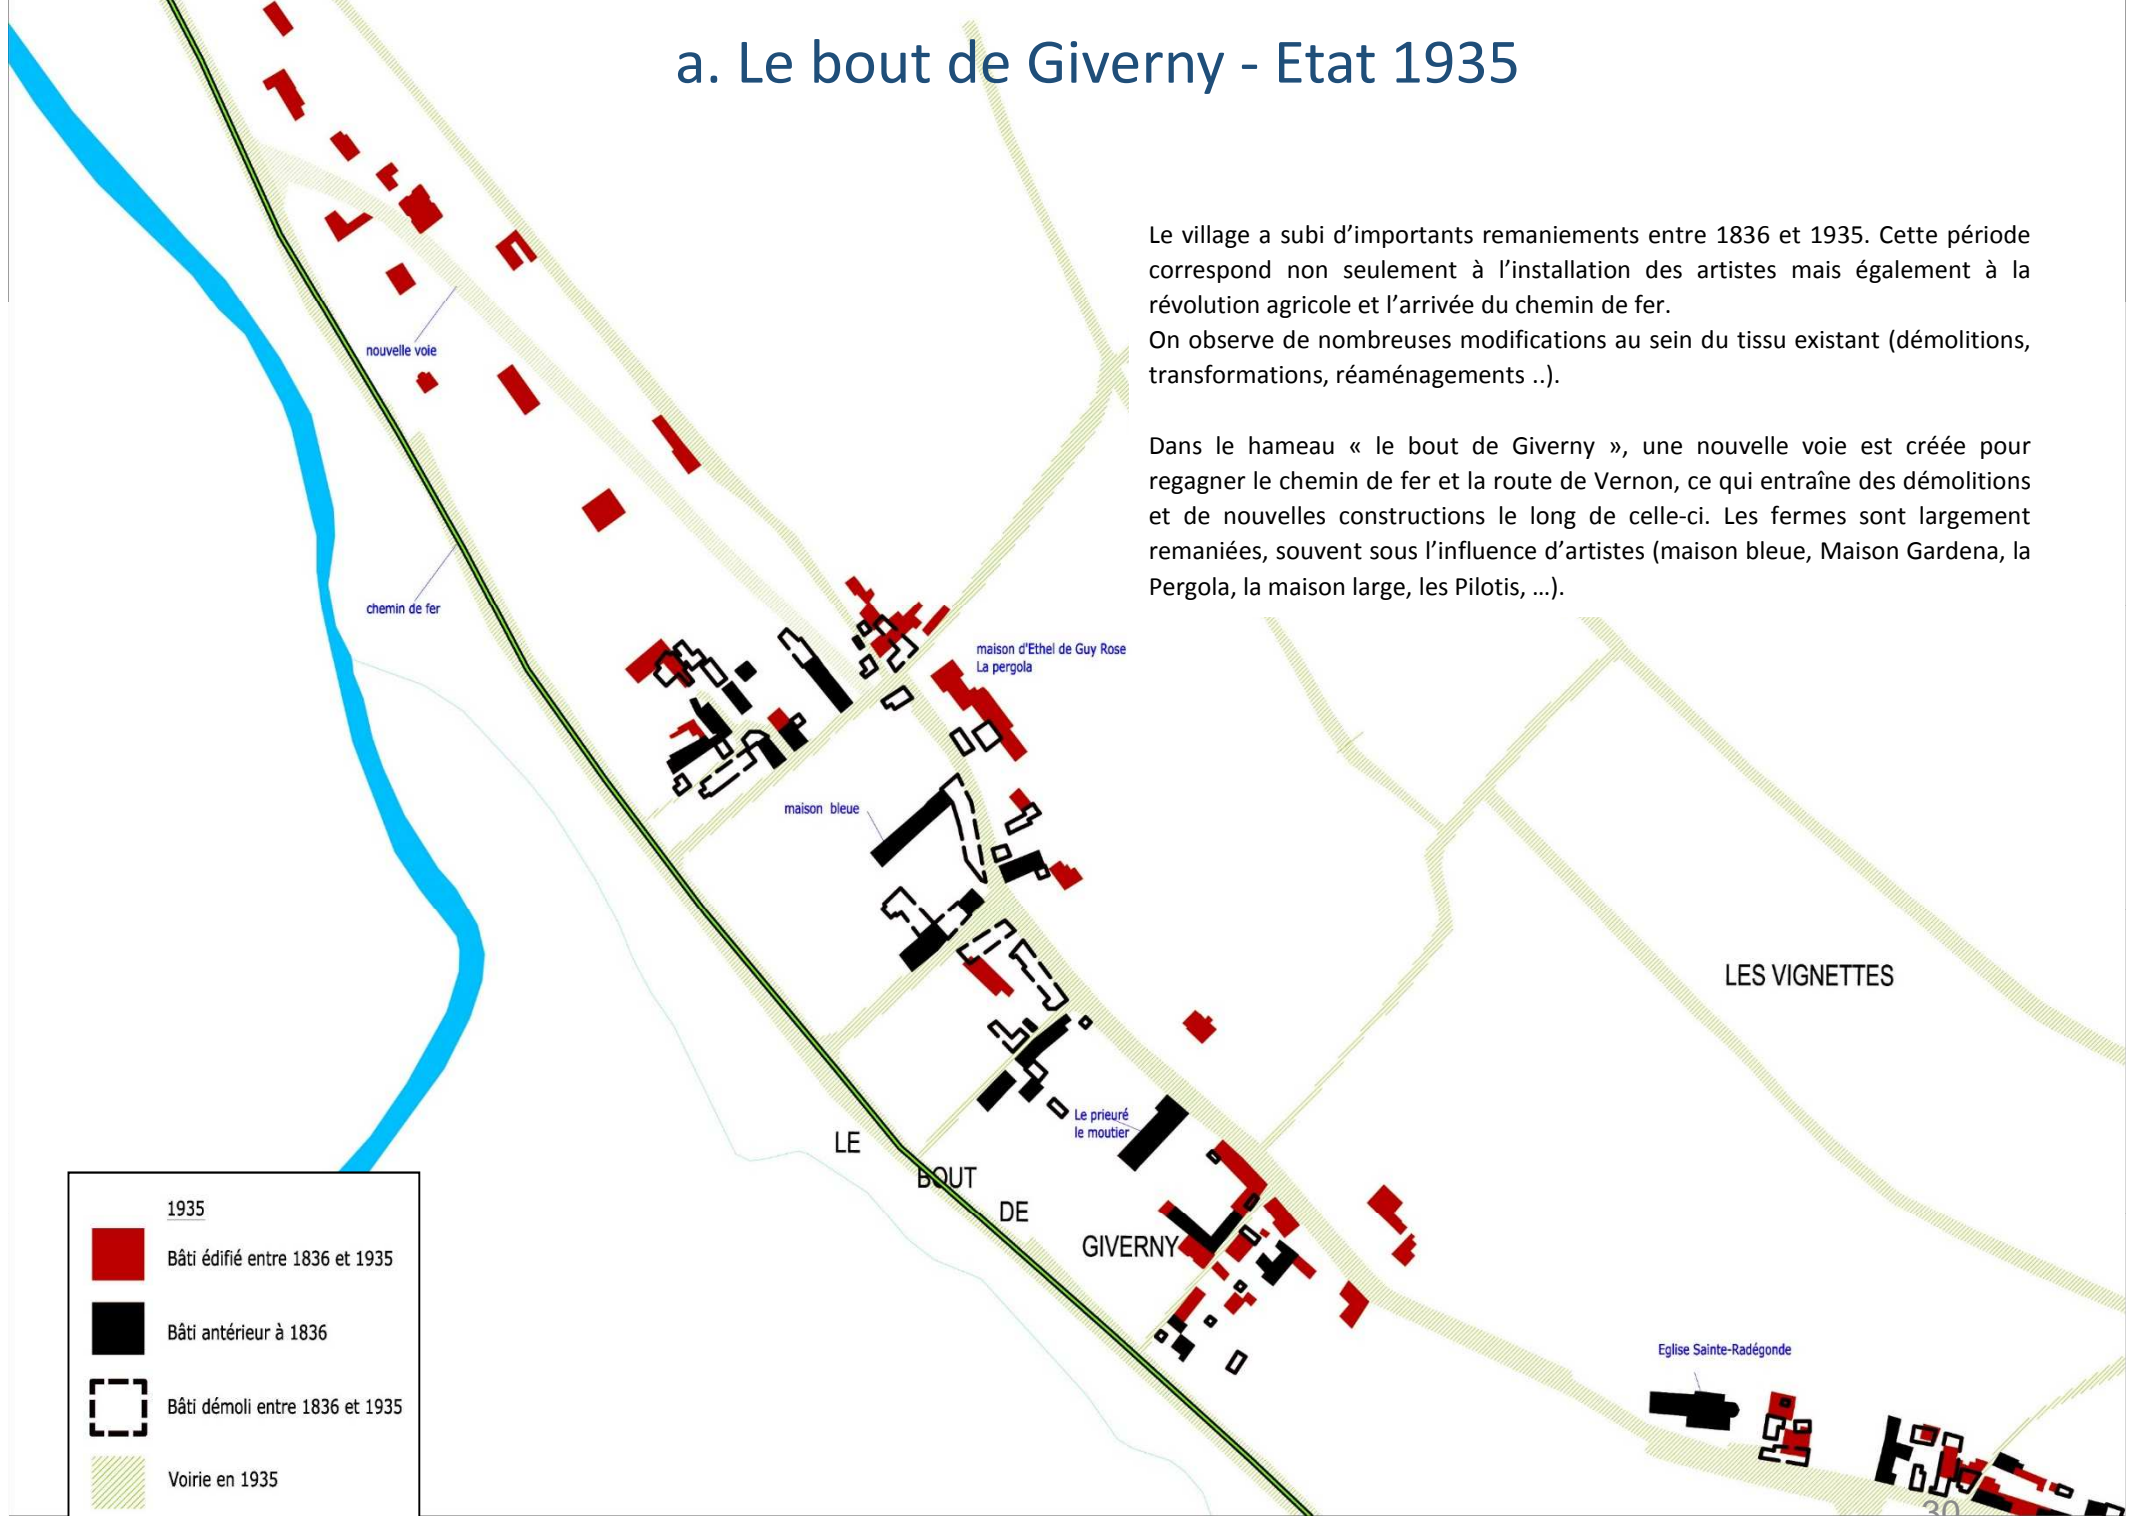 a. Le bout de Giverny - Etat 1935
Le village a subi d’importants remaniements entre 1836 et 1935. Cette période
correspond non seulement à l’installation des artistes mais également à la
révolution agricole et l’arrivée du chemin de fer.
On observe de nombreuses modifications au sein du tissu existant (démolitions,
transformations, réaménagements ..).
Dans le hameau « le bout de Giverny », une nouvelle voie est créée pour
regagner le chemin de fer et la route de Vernon, ce qui entraîne des démolitions
et de nouvelles constructions le long de celle-ci. Les fermes sont largement
remaniées, souvent sous l’influence d’artistes (maison bleue, Maison Gardena, la
Pergola, la maison large, les Pilotis, …).
nouvelle voie
chemin de fer
maison d'Ethel de Guy Rose
La pergola
maison bleue
LES VIGNETTES
Le prieuré
le moutier
LE
BOUT
DE
GIVERNY
Eglise Sainte-Radégonde
1935
Bâti édifié entre 1836 et 1935
Bâti antérieur à 1836
Bâti démoli entre 1836 et 1935
Voirie en 1935
30